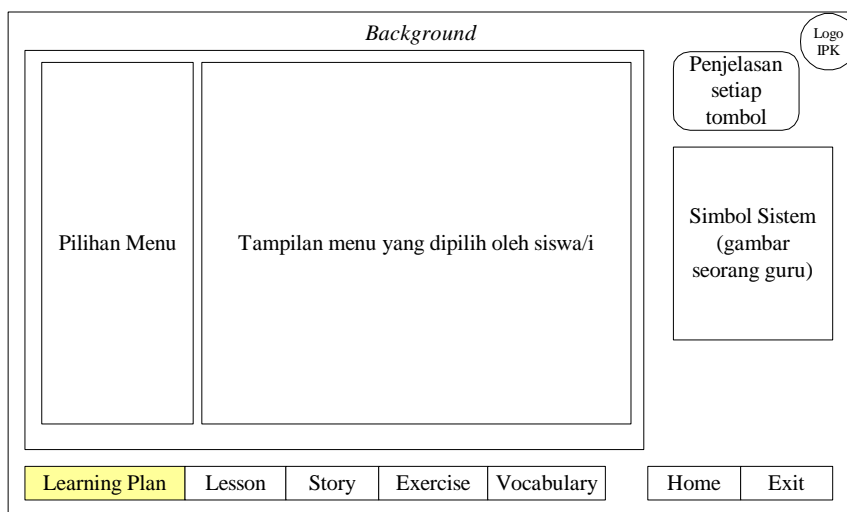 Background
Logo
IPK
Penjelasan
setiap
tombol
Pilihan Menu
Tampilan menu yang dipilih oleh siswa/i
Simbol Sistem
(gambar
seorang guru)
Learning Plan
Lesson
Story
Exercise
Vocabulary
Home
Exit